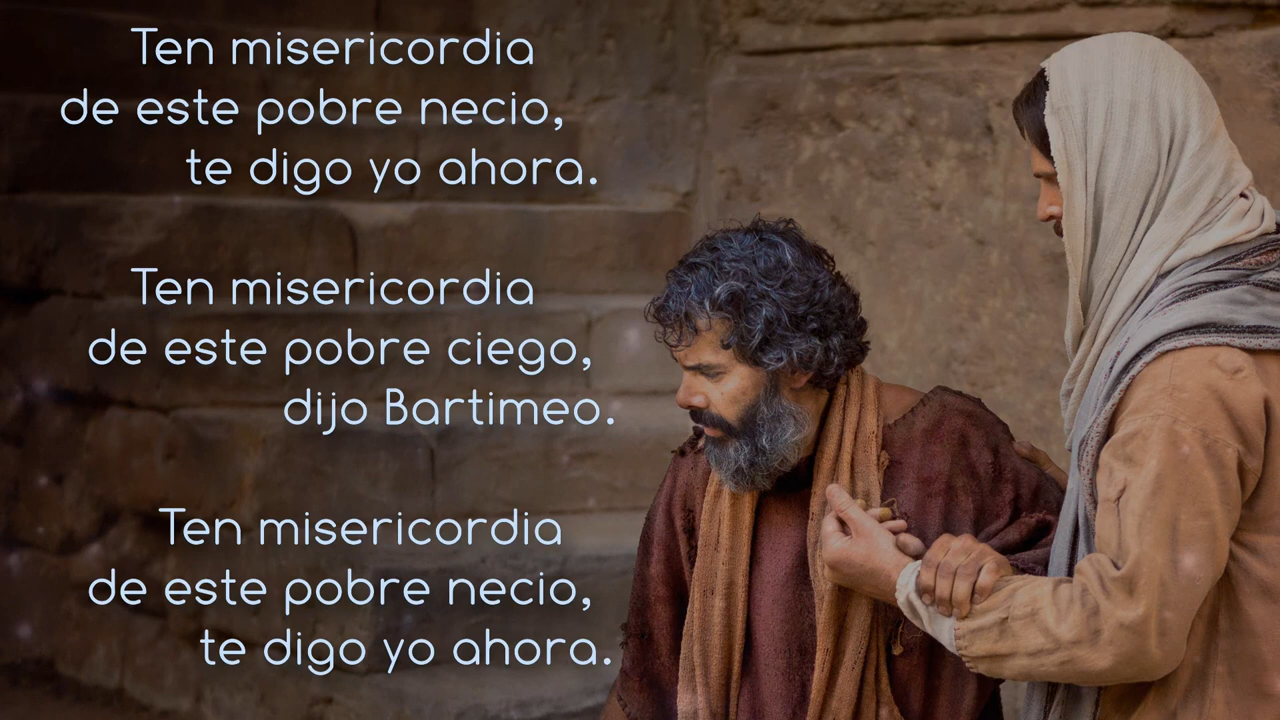 Ten misericordia
de este pobre necio,
te digo yo ahora.
Ten misericordia
de este pobre ciego,
dijo Bartimeo.
Ten misericordia
de este pobre necio,
te digo yo ahora.